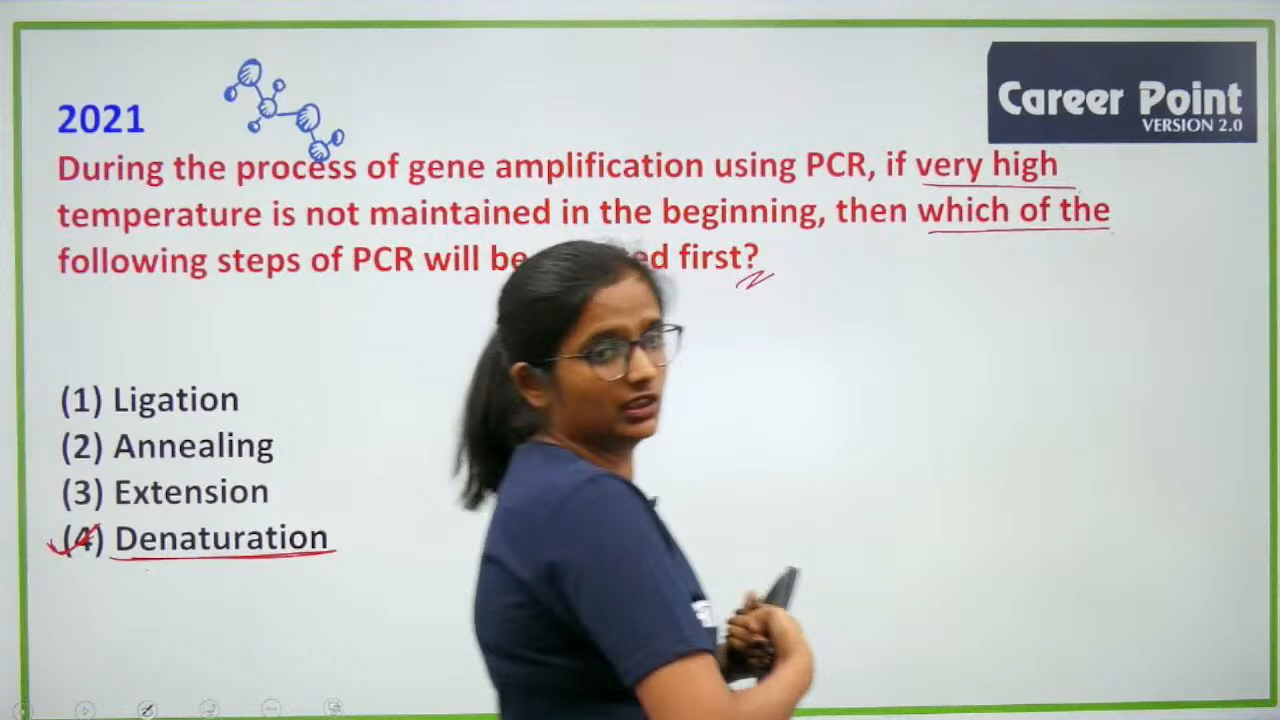 Career Point
VERSION 2.0
2021
During the process of gene amplification using PCR, if very high
temperature is not maintained in the beginning, then which of the
following steps of PCR will be first?
(1) Ligation
(2) Annealing
(3) Extension
(4) Denaturation